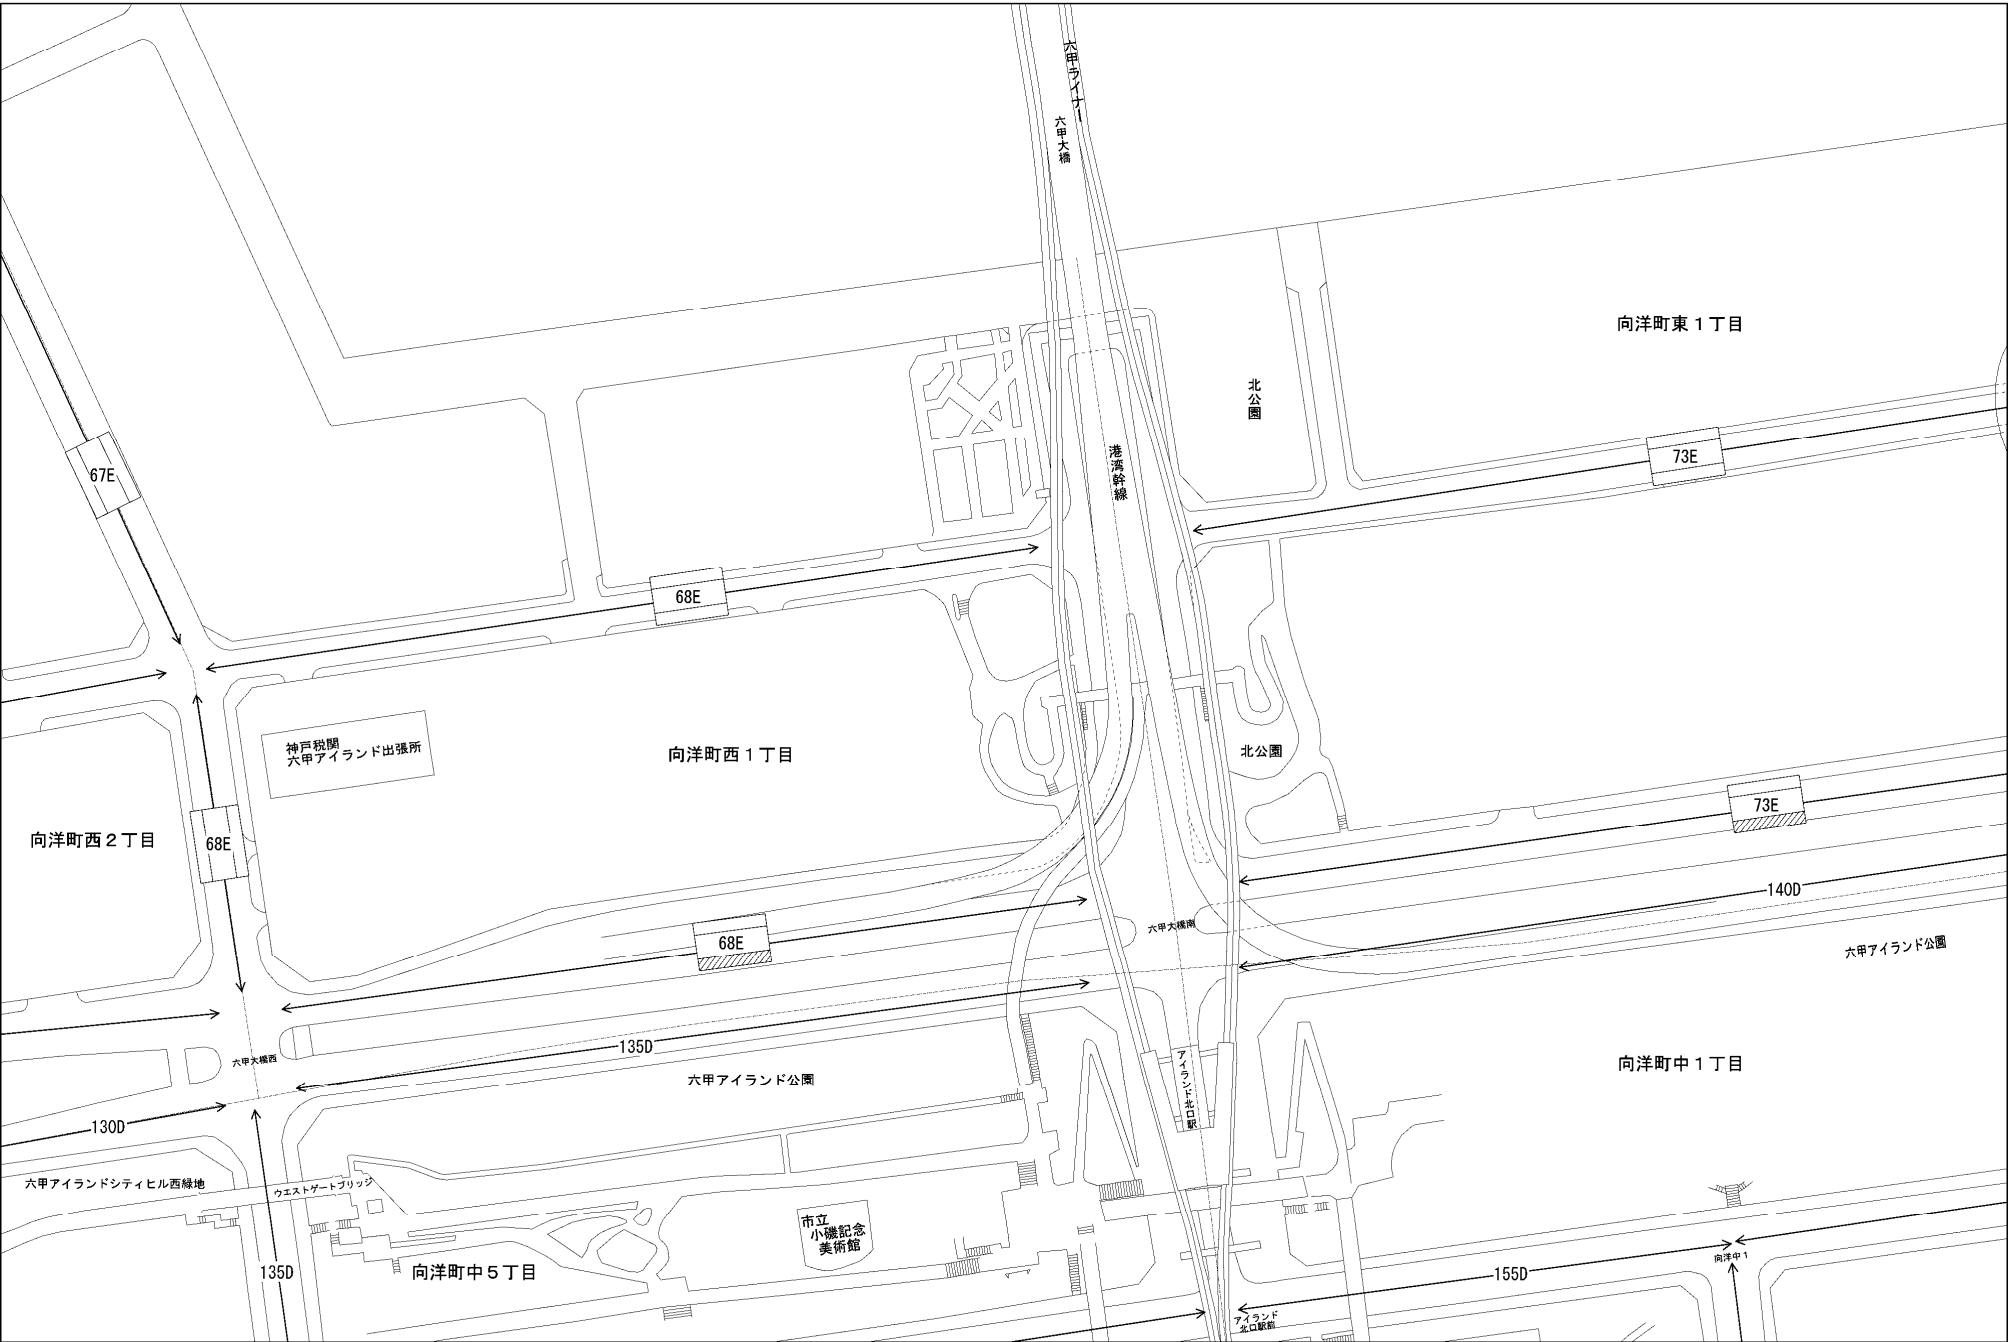 六甲ライナー
六甲大橋
向洋町東1丁目
北公園
港湾幹線
73E
67E
68E
神戸税関
六甲アイランド出張所
向洋町西1丁目
北公園
73E
向洋町西2丁目
68E
68E
140D
六甲大橋南
六甲アイランド公園
六甲大橋西
135D
アイランド北口駅
向洋町中1丁目
六甲アイランド公園
130D
六甲アイランドシティヒル西緑地
ウエストゲートブリッジ
市立
小磯記念
美術館
135D
向洋町中5丁目
155D
向洋中1
アイランド
北口駅前